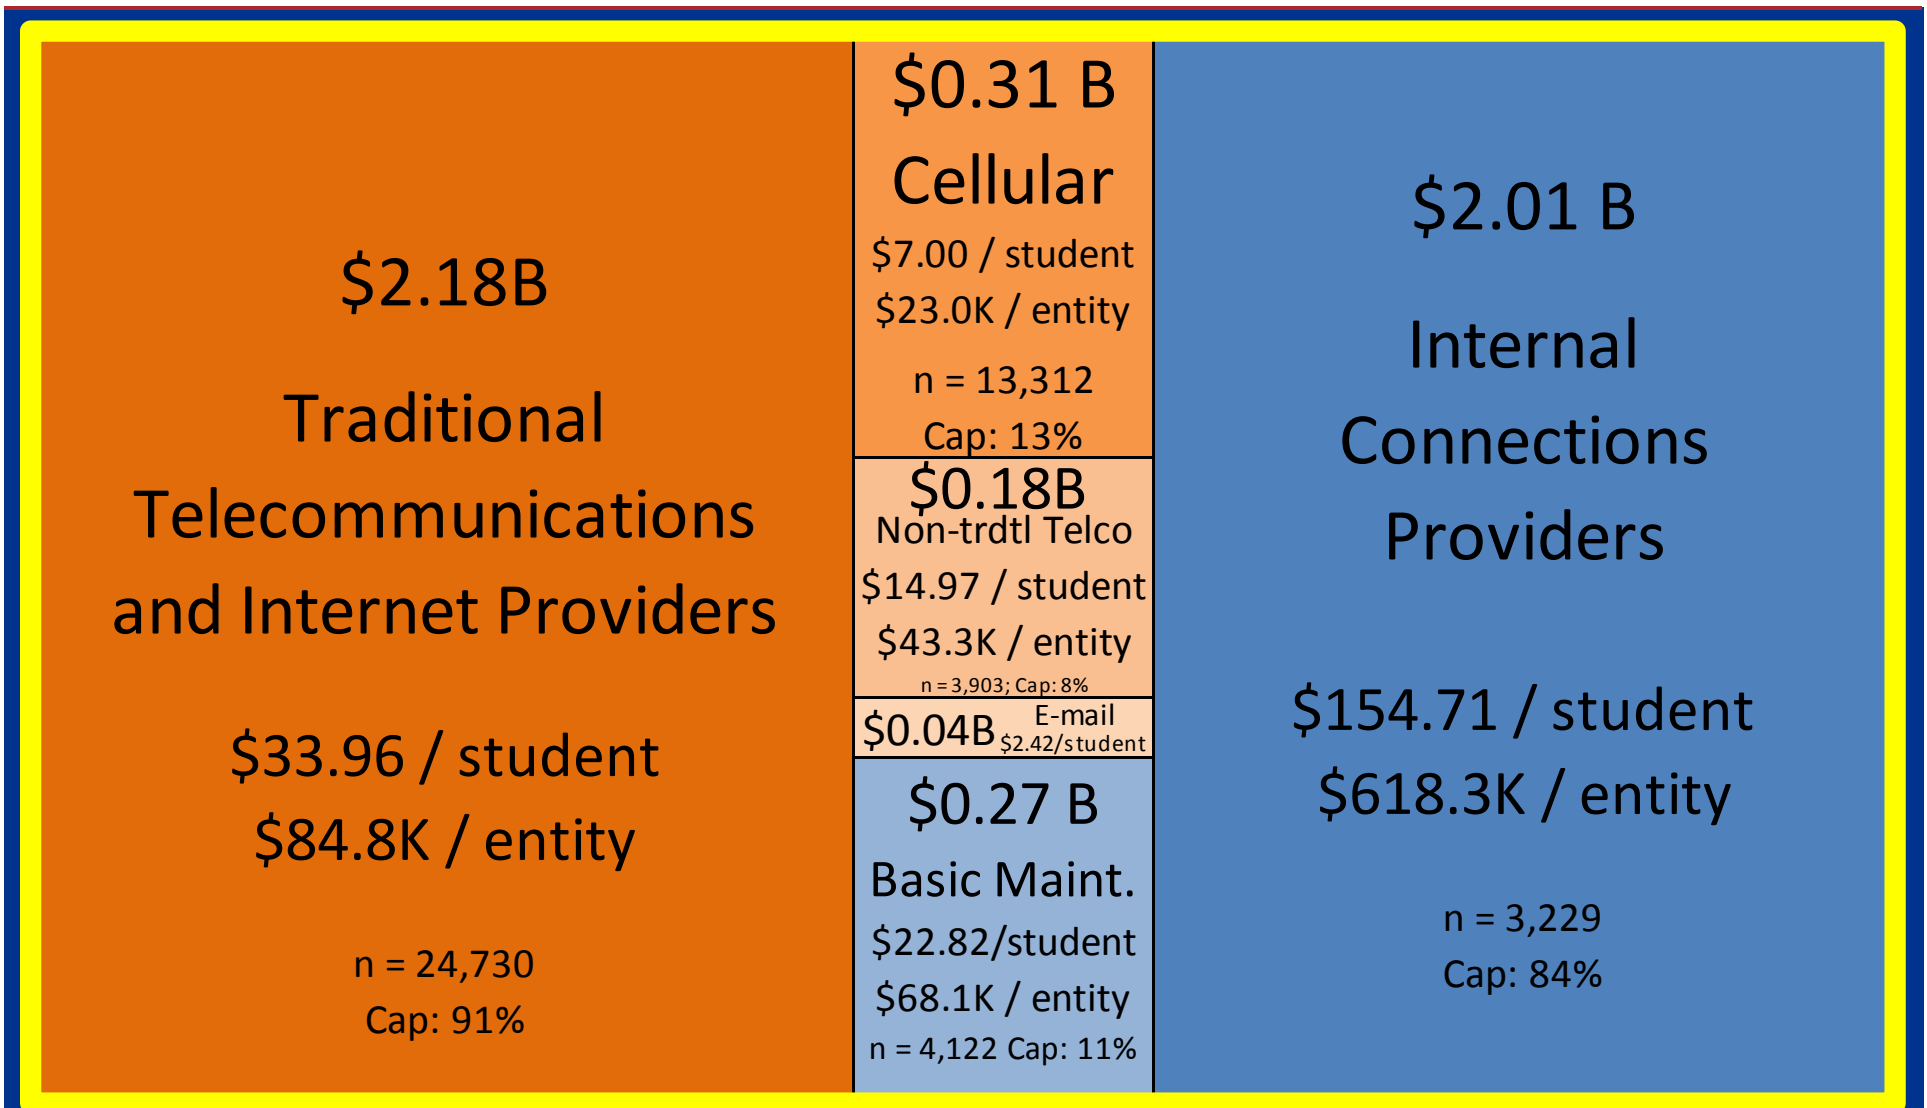 $2.18B
Traditional
Telecommunications
and Internet Providers
$33.96 / student
$84.8K / entity
n = 24,730
Cap: 91%
$0.31 B
Cellular
$7.00 / student
$23.0K / entity
n = 13,312
Cap: 13%
$0.18B
Non-trdtl Telco
$14.97 / student
$43.3K / entity
n = 3,903; Cap: 8%
$0.04B
E-mail
$2.42/student
$0.27 B
Basic Maint.
$22.82/student
$68.1K / entity
n = 4,122 Cap: 11%
$2.01 B
Internal
Connections
Providers
$154.71 / student
$618.3K / entity
n = 3,229
Cap: 84%